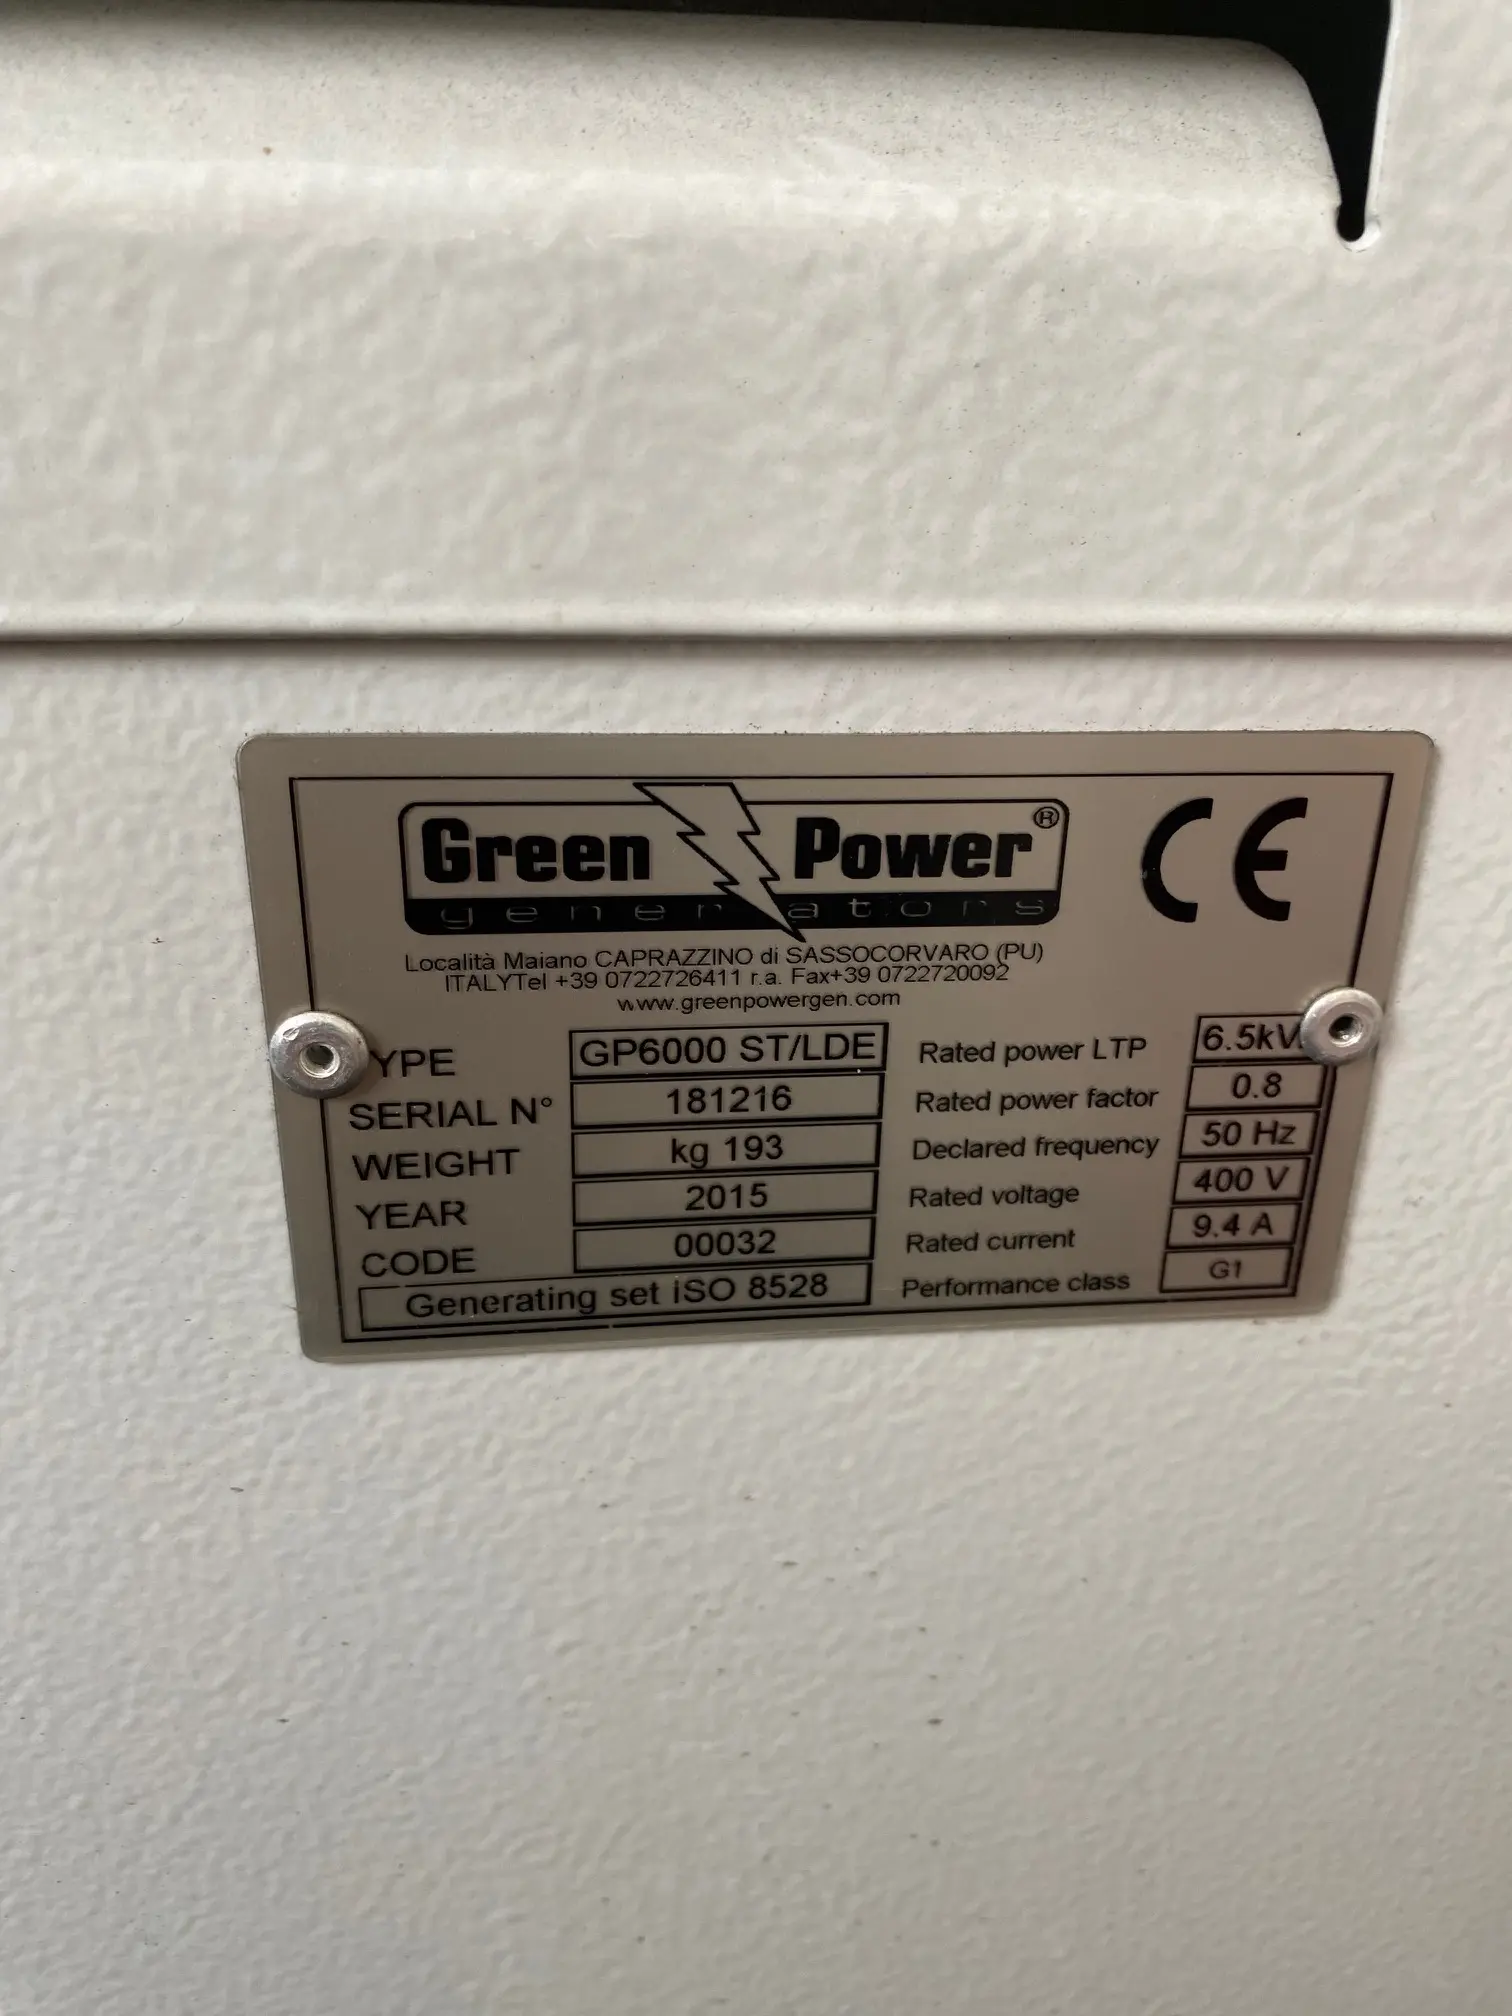 Green Power ®
generators
CE
Località Maiano CAPRAZZINO di SASSOCORVARO (PU)
ITALYTel +39 0722726411 r.a. Fax+39 0722720092
www.greenpowergen.com
YPE GP6000 ST/LDE
SERIAL N° 181216
WEIGHT kg 193
YEAR 2015
CODE 00032
Generating set ISO 8528
Rated power LTP 6.5kV
Rated power factor 0.8
Declared frequency 50 Hz
Rated voltage 400 V
Rated current 9.4 A
Performance class G1